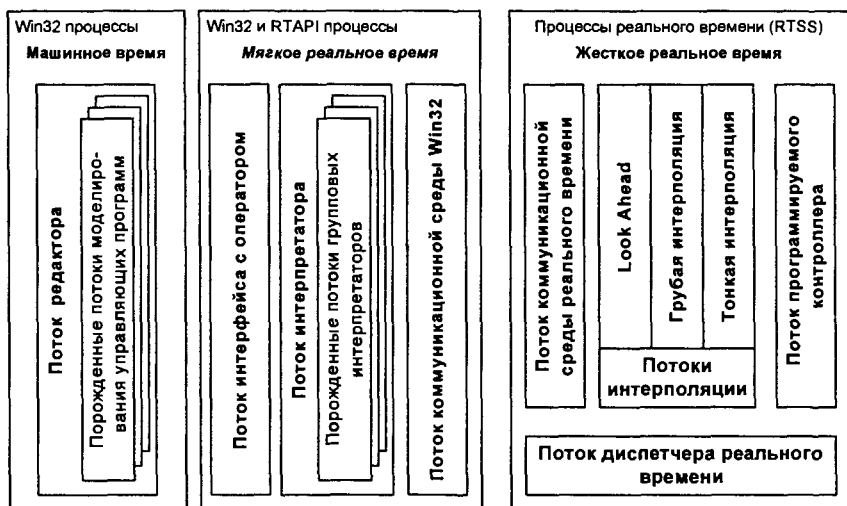 Win32 процессы
Машинное время
Поток редактора
Порожденные потоки моделиро-
вания управляющих программ
Win32 и RTAPI процессы
Мягкое реальное время
Поток интерфейса с оператором
Поток интерпретатора
Порожденные потоки групповых
интерпретаторов
Поток коммуникационной среды Win32
Процессы реального времени (RTSS)
Жесткое реальное время
Поток коммуникационной
среды реального времени
Look Ahead
Грубая интерполяция
Тонкая интерполяция
Потоки
интерполяции
Поток программируемого
контроллера
Поток диспетчера реального
времени